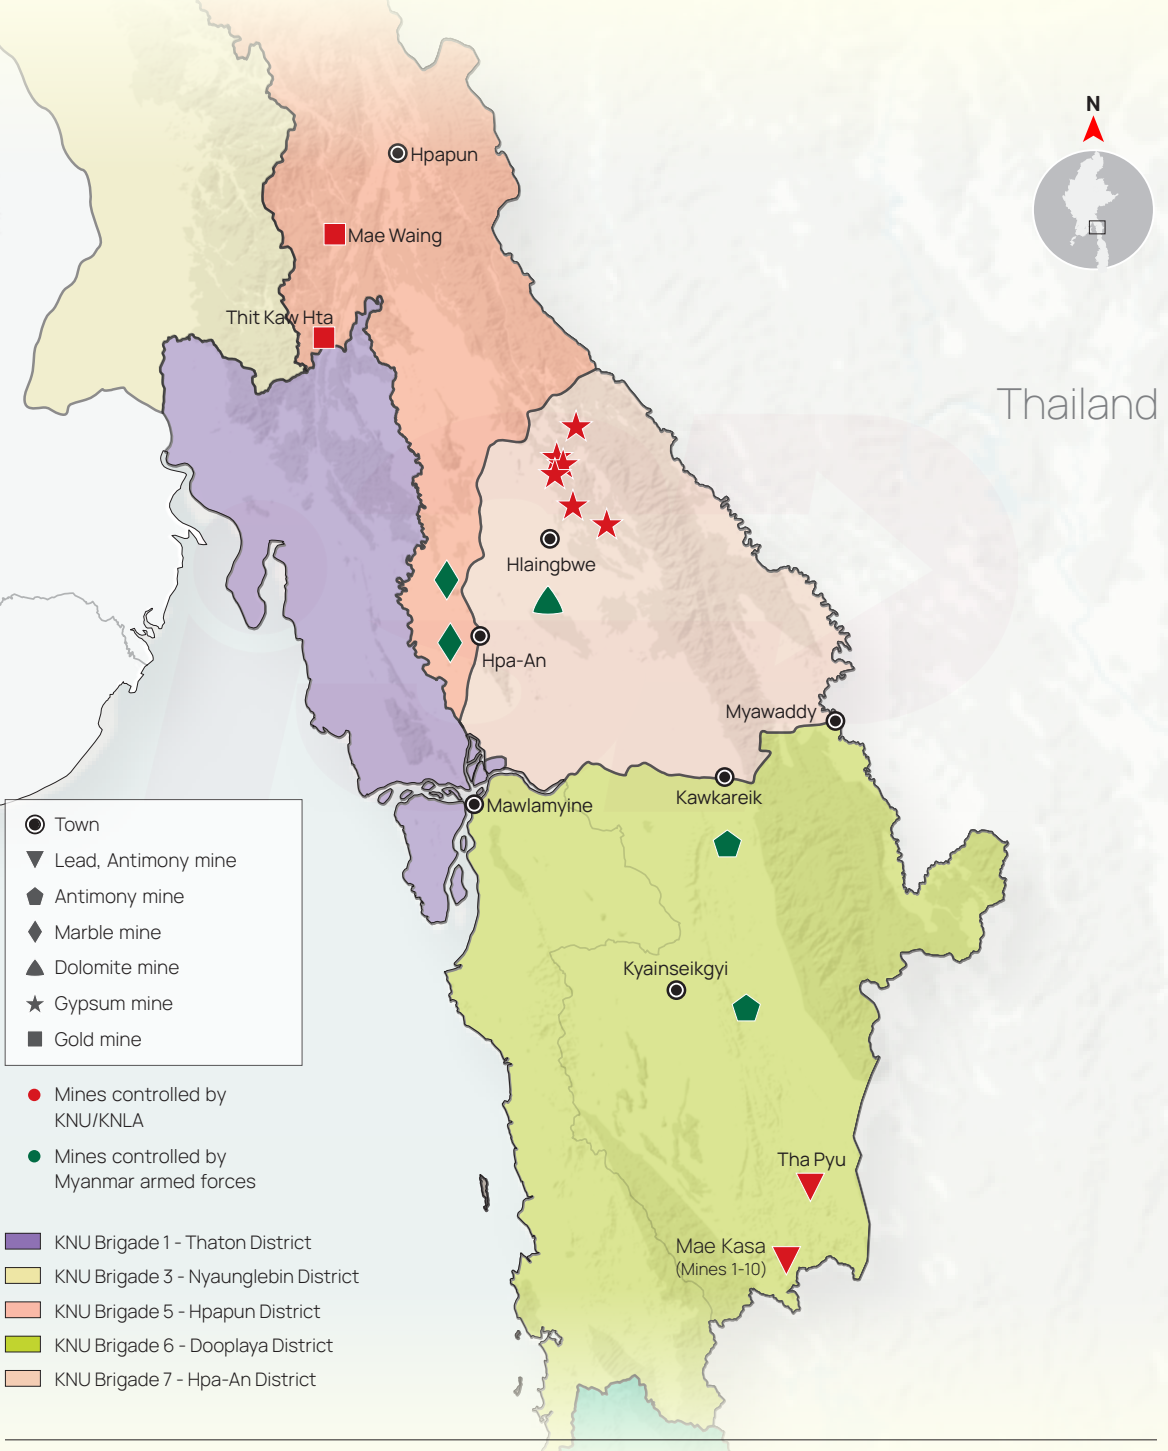 N
Hpapun
Mae Waing
Thit Kaw Hta
Thailand
Hlaingbwe
Hpa-An
Myawaddy
Kawkareik
Mawlamyine
Kyainseikgyi
Tha Pyu
Mae Kasa
(Mines 1-10)
Town
Lead, Antimony mine
Antimony mine
Marble mine
Dolomite mine
Gypsum mine
Gold mine
Mines controlled by
KNU/KNLA
Mines controlled by
Myanmar armed forces
KNU Brigade 1 - Thaton District
KNU Brigade 3 - Nyaunglebin District
KNU Brigade 5 - Hpapun District
KNU Brigade 6 - Dooplaya District
KNU Brigade 7 - Hpa-An District